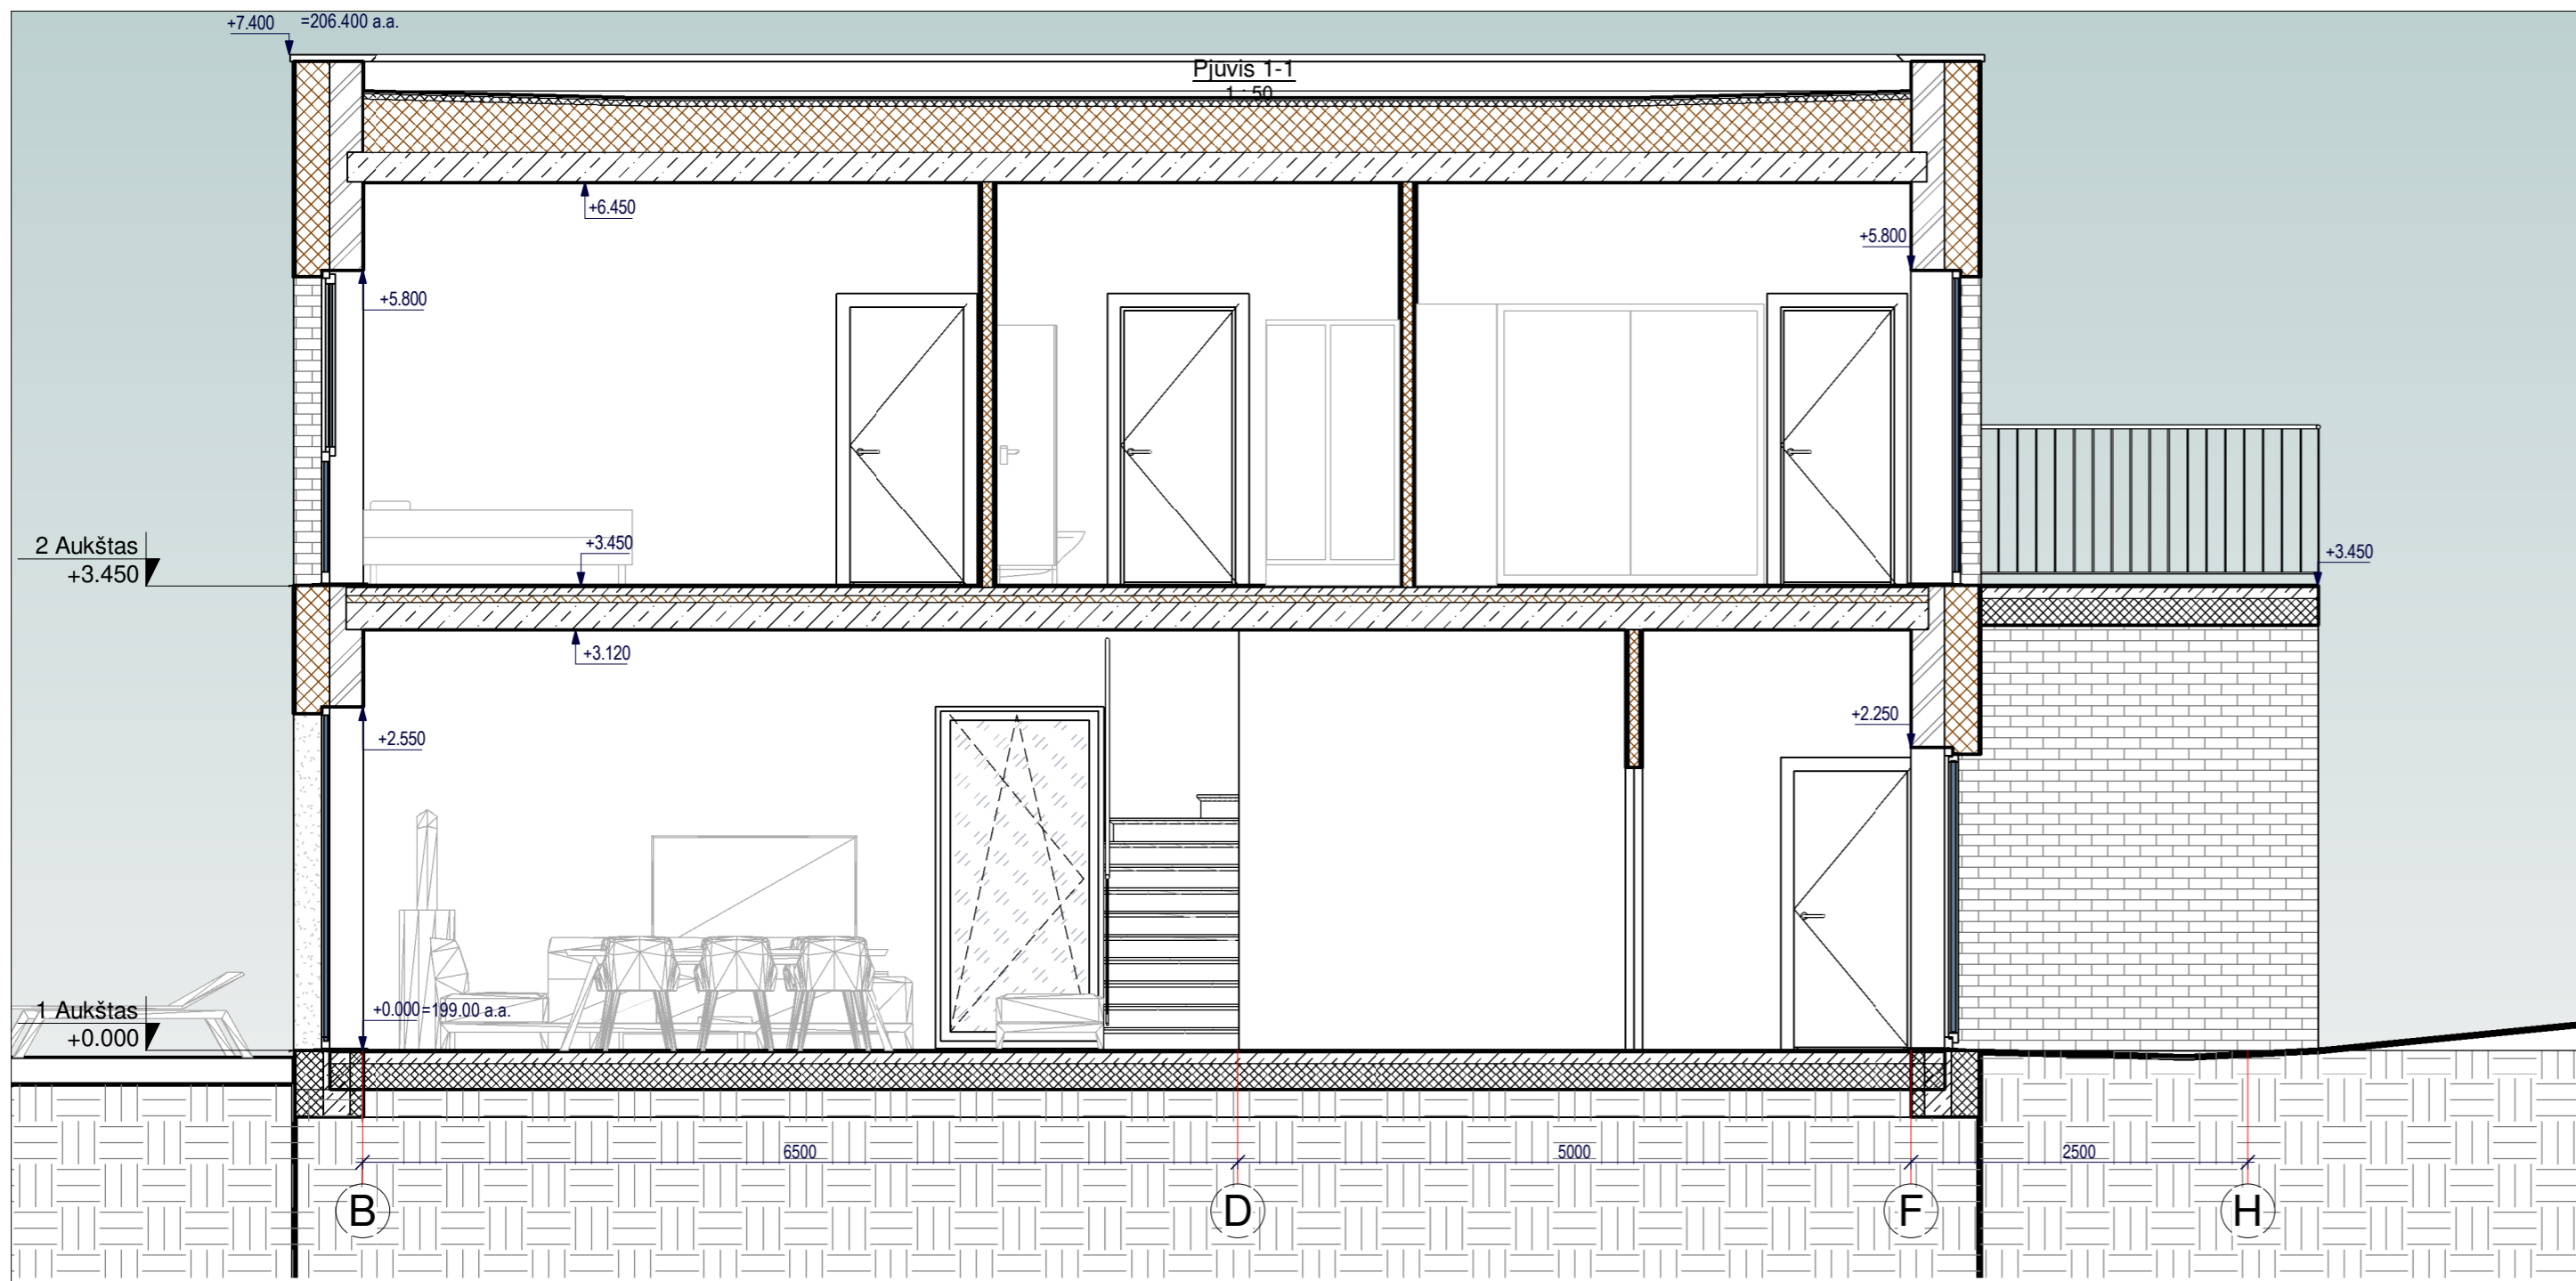 +7.400 =206.400 a.a.
Pjuvis 1-1
1 : 50
+6.450
+5.800
+5.800
2 Aukštas
+3.450
+3.450
+3.450
+3.120
+2.550
+2.250
1 Aukštas
+0.000
+0.000=199.00 a.a.
6500 5000 2500
B D F H